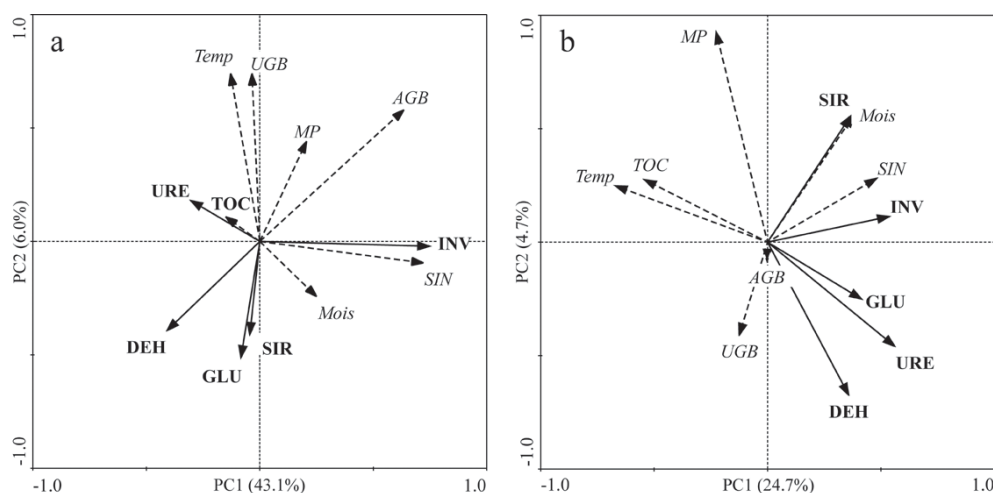 a
1.0
Temp
UGB
AGB
MP
URE
TOC
INV
SIN
Mois
DEH
GLU
SIR
PC2 (6.0%)
-1.0
-1.0
PC1 (43.1%)
1.0
b
1.0
MP
SIR
Mois
TOC
SIN
Temp
INV
AGB
GLU
UGB
URE
DEH
PC2 (4.7%)
-1.0
-1.0
PC1 (24.7%)
1.0